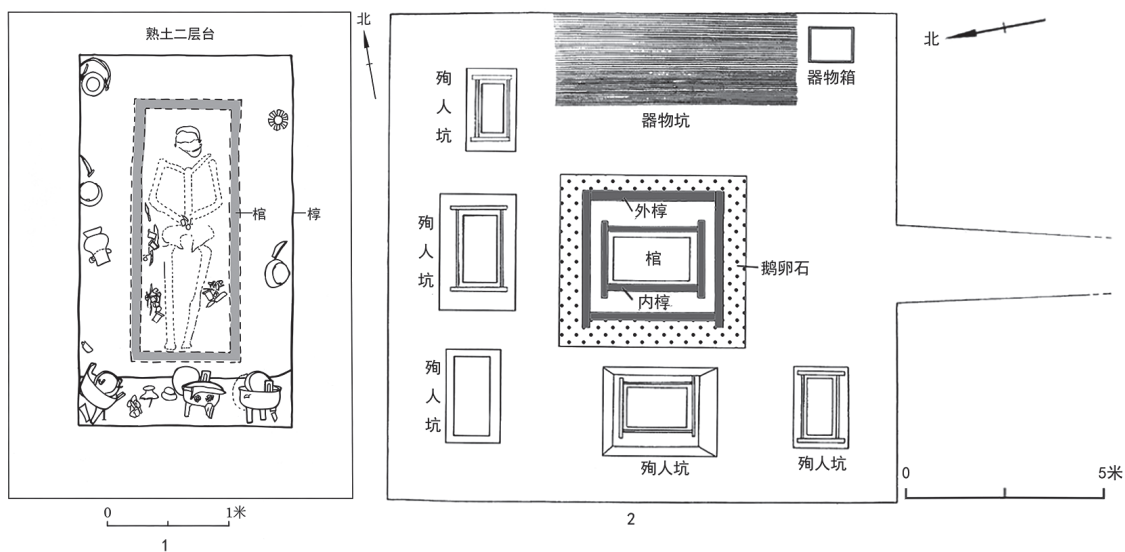 熟土二层台
北
棺
椁
0 1米
1
北
器物箱
器物坑
殉人坑
殉人坑
殉人坑
外椁
棺
内椁
鹅卵石
殉人坑
殉人坑
0 5米
2